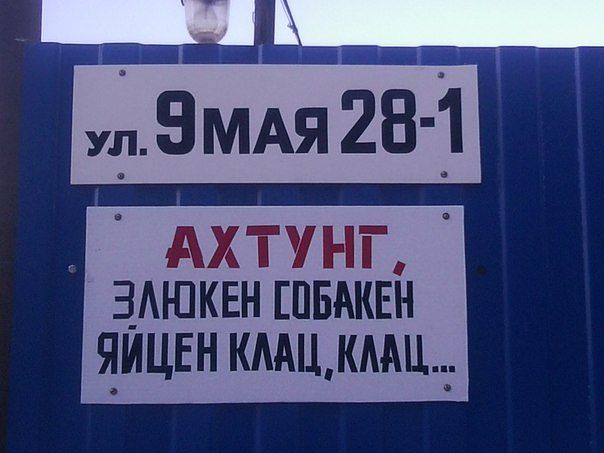 ул. 9 МАЯ 28-1
АХТУНГ,
ЗЛЮКЕН СОБАКЕН
ЯЙЦЕН КЛАЦ, КЛАЦ...